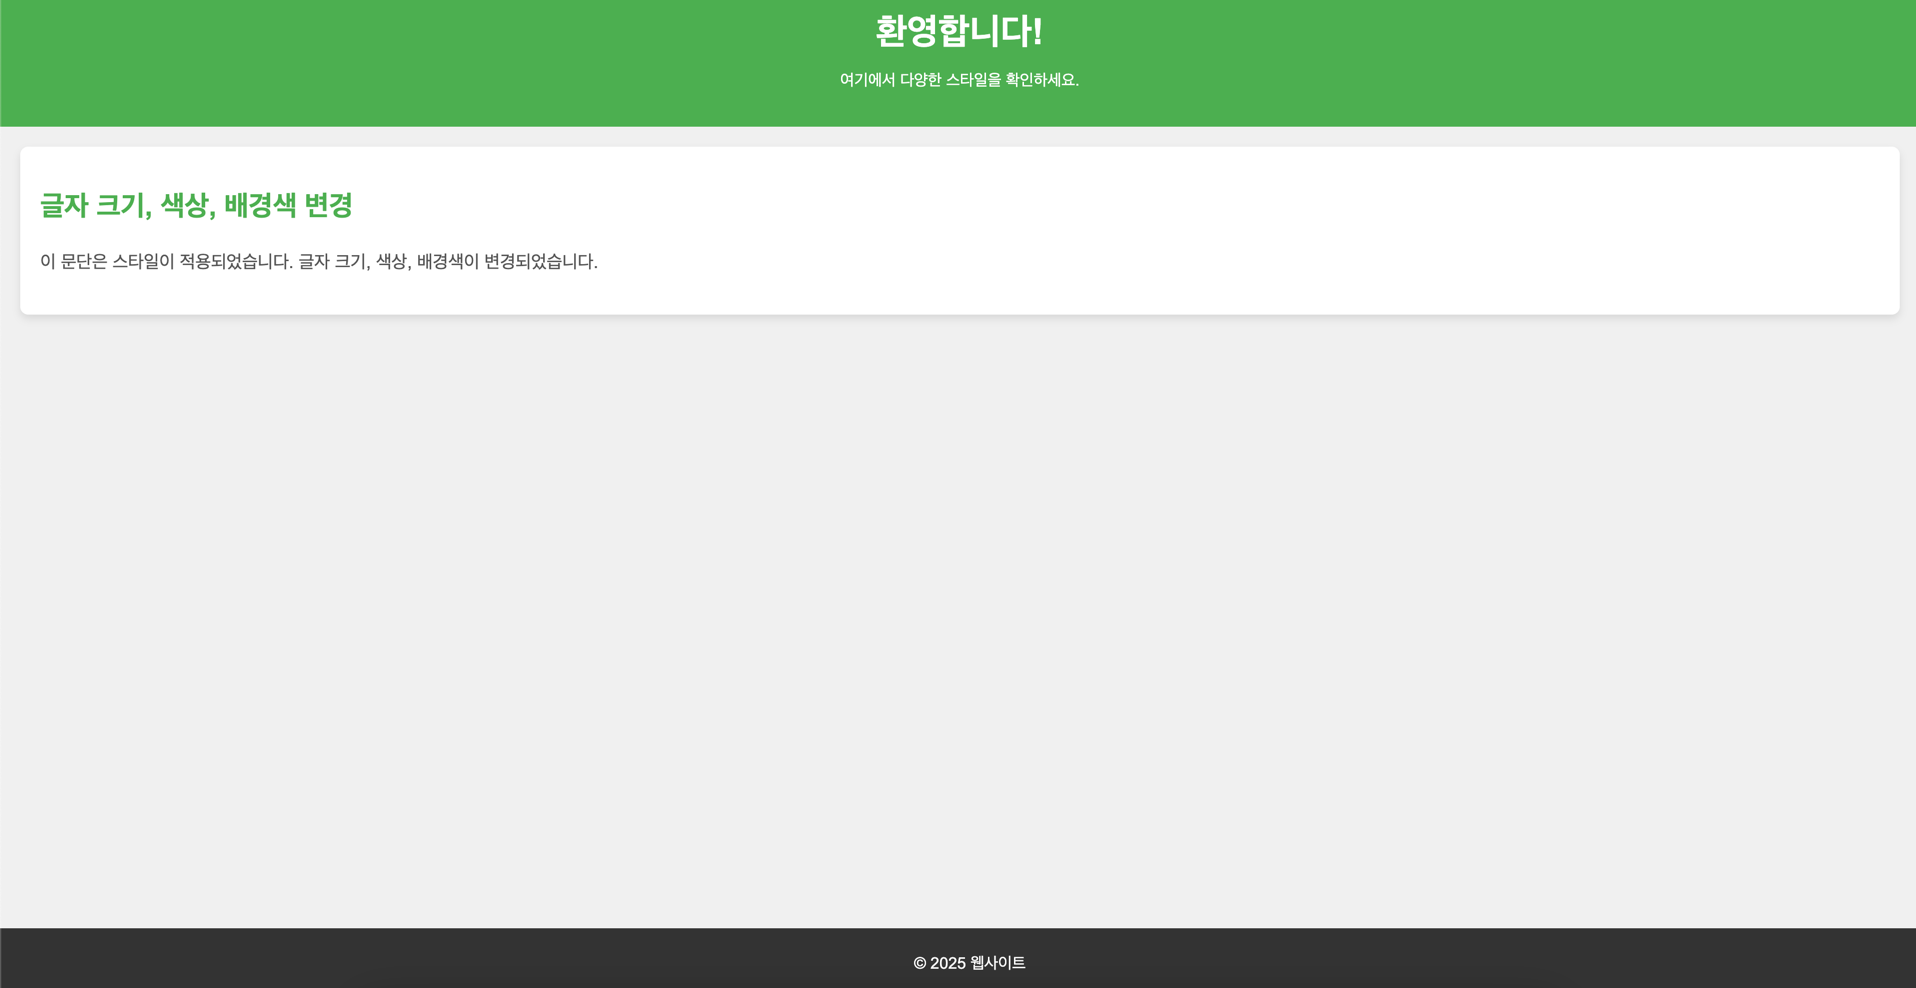 환영합니다!
여기에서 다양한 스타일을 확인하세요.
글자 크기, 색상, 배경색 변경
이 문단은 스타일이 적용되었습니다. 글자 크기, 색상, 배경색이 변경되었습니다.
© 2025 웹사이트